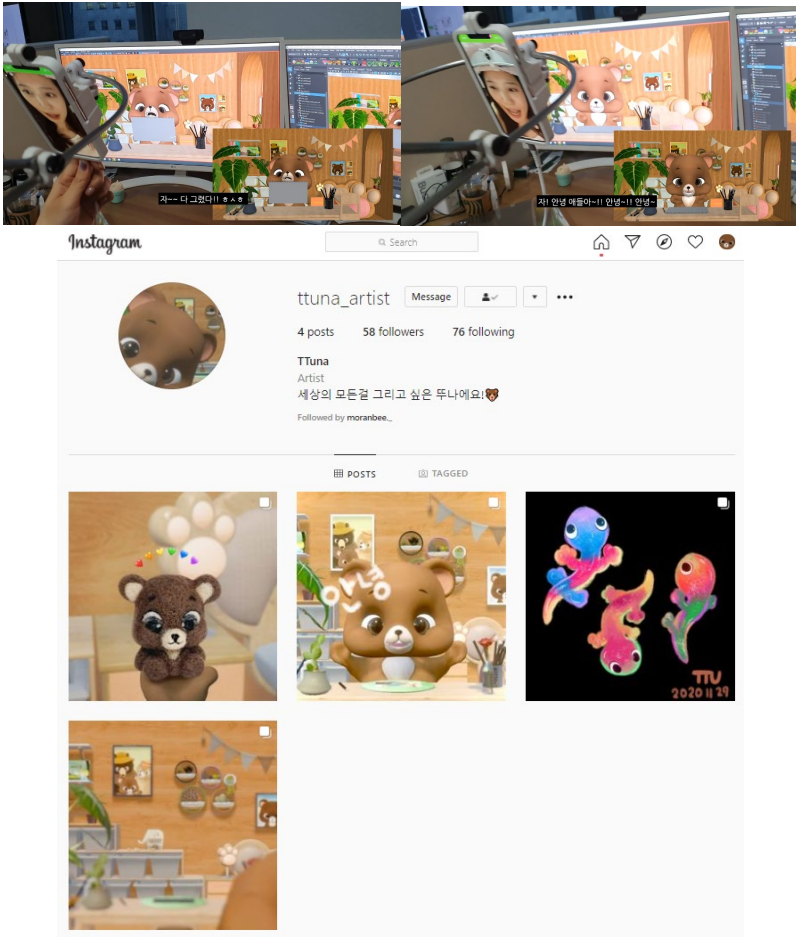 자~~ 다 그렸다!! ㅎㅅㅎ
자! 안녕 애들아~!! 안녕~!! 안녕~
Instagram
Search
ttuna_artist
Message
4 posts 58 followers 76 following
TTuna
Artist
세상의 모든걸 그리고 싶은 뚜나에요!
Followed by moranbee._
POSTS TAGGED
안녕
TTU
2020 11 29